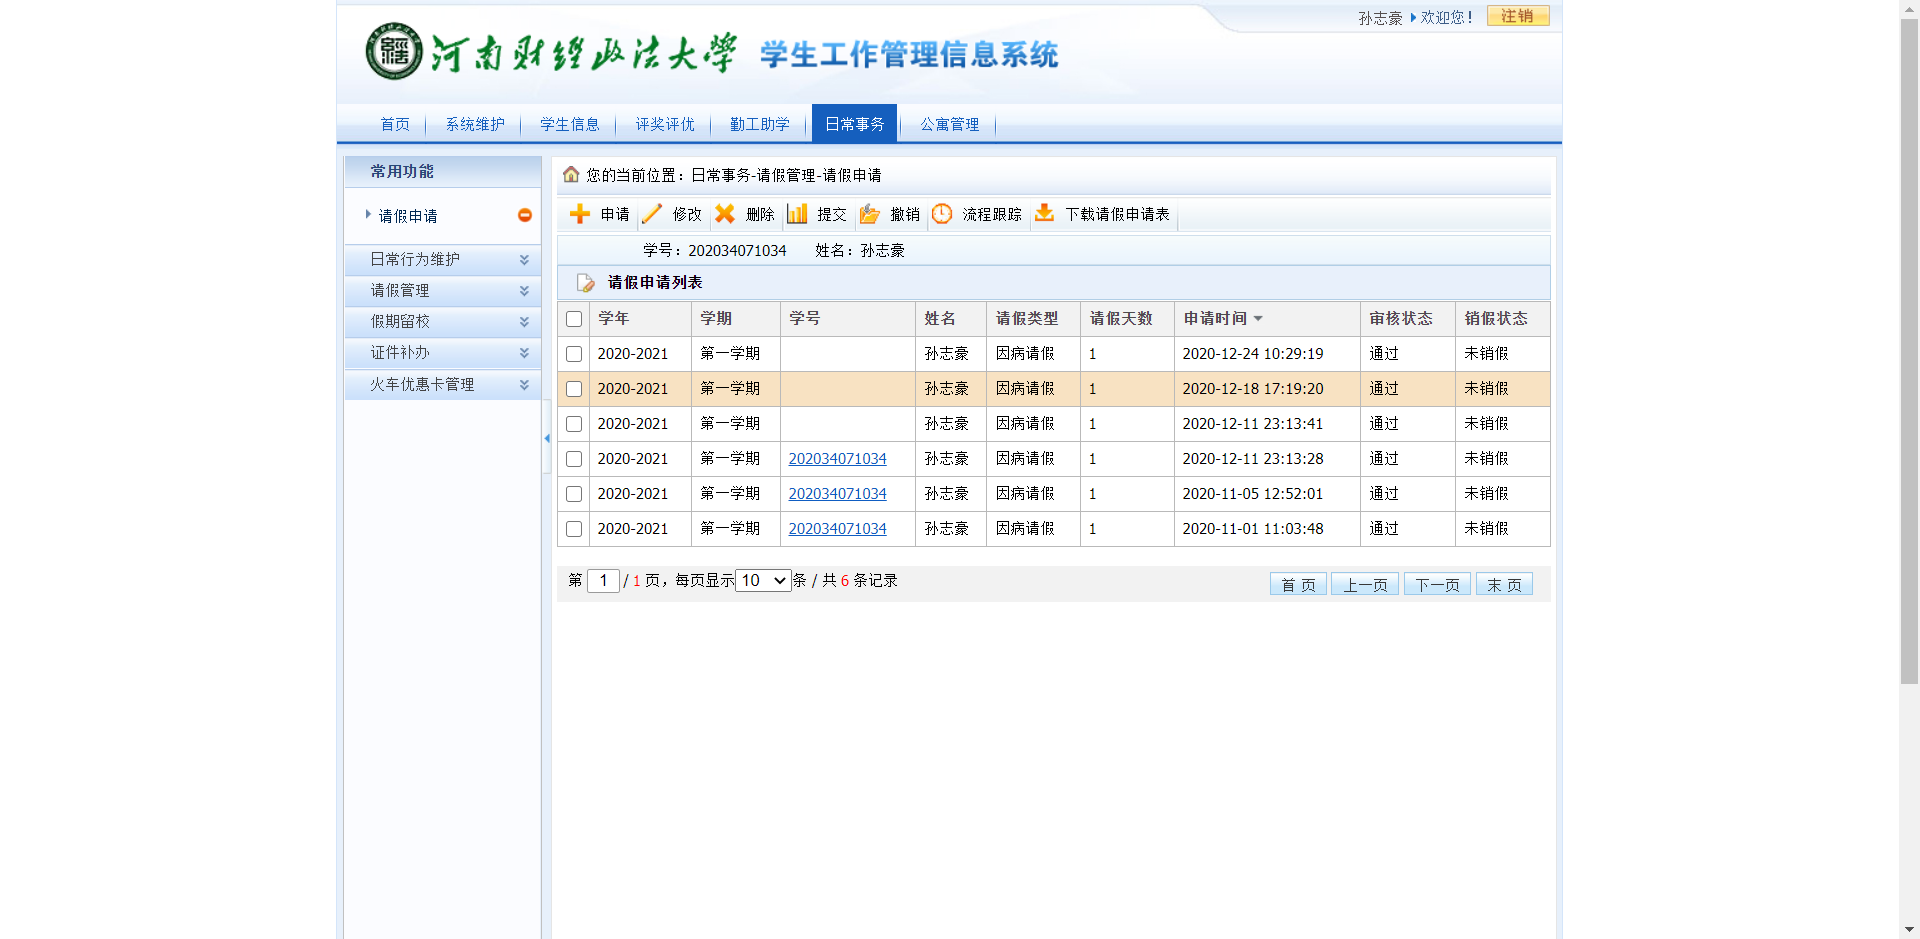 孙志豪 欢迎您! 注销
河南财经政法大学 学生工作管理信息系统
首页 系统维护 学生信息 评奖评优 勤工助学 日常事务 公寓管理
常用功能
请假申请
日常行为维护
请假管理
假期留校
证件补办
火车优惠卡管理
您的当前位置：日常事务-请假管理-请假申请
申请 修改 删除 提交 撤销 流程跟踪 下载请假申请表
学号：202034071034 姓名：孙志豪
请假申请列表
学年 学期 学号 姓名 请假类型 请假天数 申请时间 审核状态 销假状态
2020-2021 第一学期 孙志豪 因病请假 1 2020-12-24 10:29:19 通过 未销假
2020-2021 第一学期 孙志豪 因病请假 1 2020-12-18 17:19:20 通过 未销假
2020-2021 第一学期 孙志豪 因病请假 1 2020-12-11 23:13:41 通过 未销假
2020-2021 第一学期 202034071034 孙志豪 因病请假 1 2020-12-11 23:13:28 通过 未销假
2020-2021 第一学期 202034071034 孙志豪 因病请假 1 2020-11-05 12:52:01 通过 未销假
2020-2021 第一学期 202034071034 孙志豪 因病请假 1 2020-11-01 11:03:48 通过 未销假
第 1 / 1 页，每页显示 10 条 / 共 6 条记录 首 页 上一页 下一页 末 页